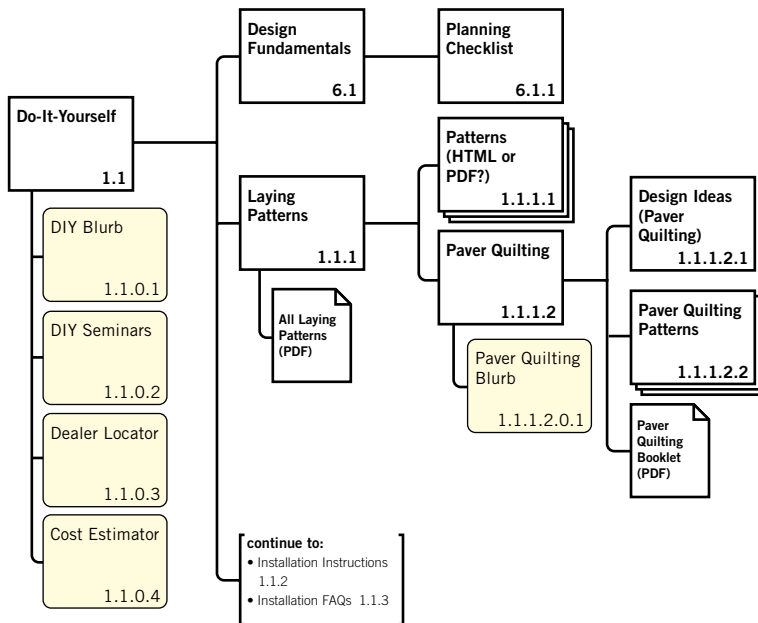 Do-It-Yourself
1.1
DIY Blurb
1.1.0.1
DIY Seminars
1.1.0.2
Dealer Locator
1.1.0.3
Cost Estimator
1.1.0.4
Design
Fundamentals
6.1
Planning
Checklist
6.1.1
Laying
Patterns
1.1.1
All Laying
Patterns
(PDF)
Patterns
(HTML or
PDF?)
1.1.1.1
Paver Quilting
1.1.1.2
Paver Quilting
Blurb
1.1.1.2.0.1
Design Ideas
(Paver
Quilting)
1.1.1.2.1
Paver Quilting
Patterns
1.1.1.2.2
Paver
Quilting
Booklet
(PDF)
continue to:
• Installation Instructions
1.1.2
• Installation FAQs 1.1.3